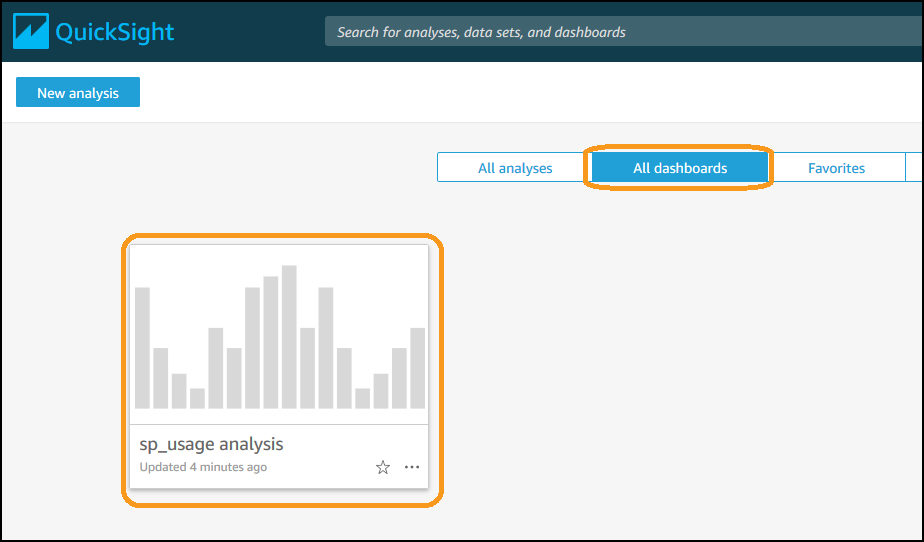 QuickSight
Search for analyses, data sets, and dashboards
New analysis
All analyses
All dashboards
Favorites
sp_usage analysis
Updated 4 minutes ago